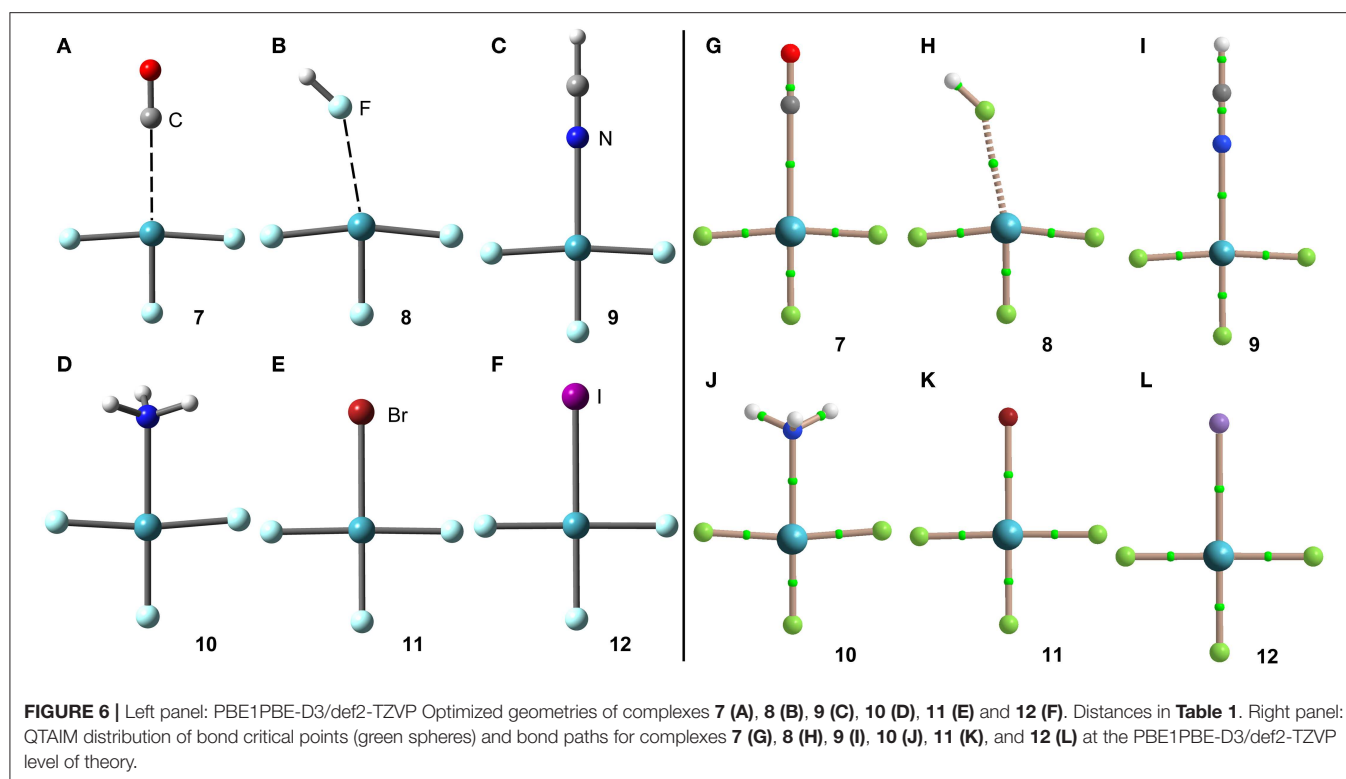 A B C G H I
C F N
7 8 9 7 8 9
D E F J K L
Br I
10 11 12 10 11 12
FIGURE 6 | Left panel: PBE1PBE-D3/def2-TZVP Optimized geometries of complexes 7 (A), 8 (B), 9 (C), 10 (D), 11 (E) and 12 (F). Distances in Table 1. Right panel:
QTAIM distribution of bond critical points (green spheres) and bond paths for complexes 7 (G), 8 (H), 9 (I), 10 (J), 11 (K), and 12 (L) at the PBE1PBE-D3/def2-TZVP
level of theory.